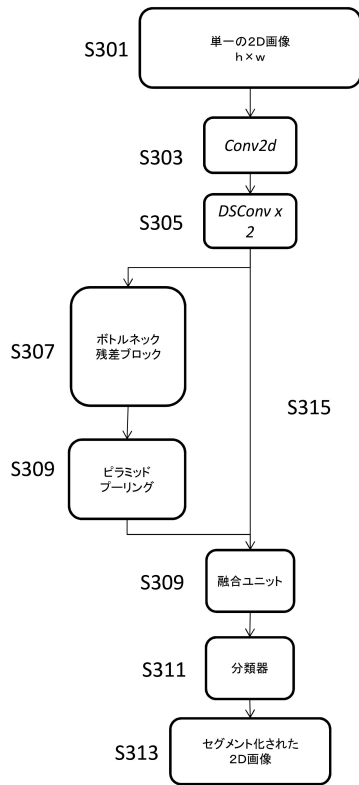 S301
単一の2D画像
h×w
S303
Conv2d
S305
DSConv x
2
S307
ボトルネック
残差ブロック
S315
S309
ピラミッド
プーリング
S309
融合ユニット
S311
分類器
S313
セグメント化された
2D画像